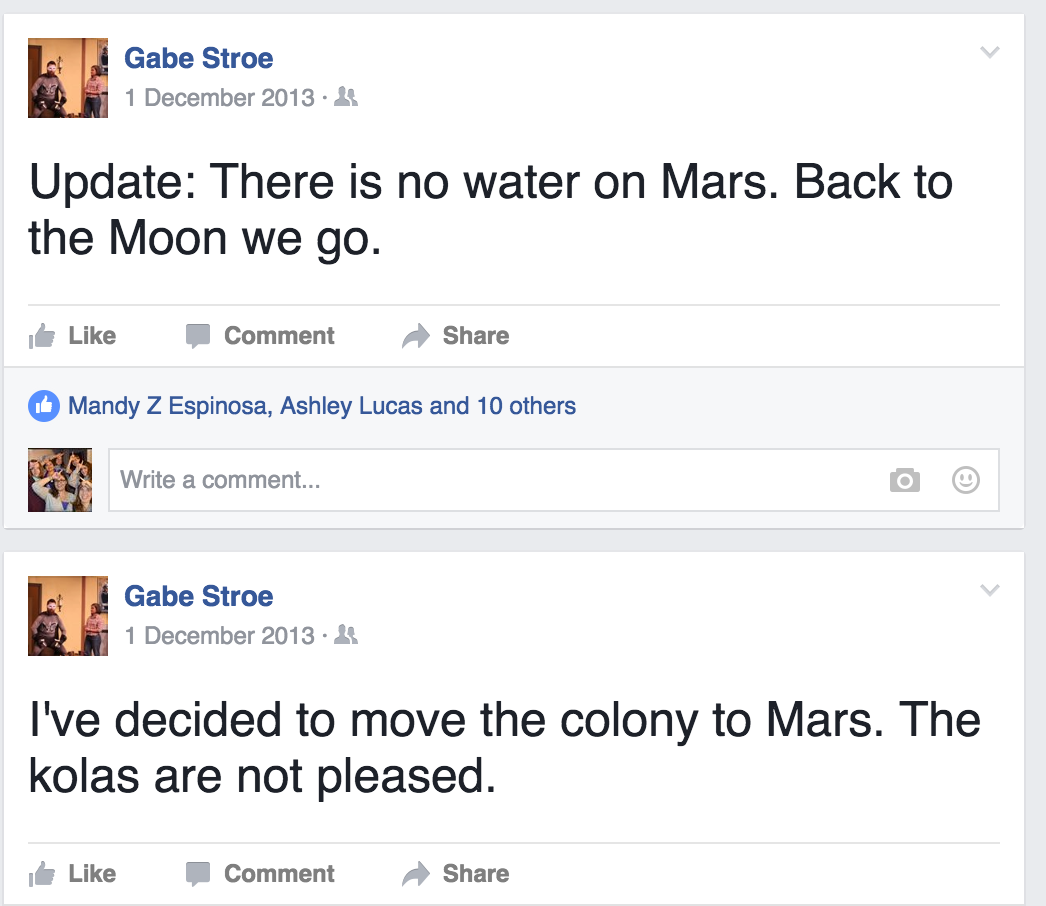 Gabe Stroe
1 December 2013 ·
Update: There is no water on Mars. Back to
the Moon we go.
Like Comment Share
Mandy Z Espinosa, Ashley Lucas and 10 others
Write a comment...
Gabe Stroe
1 December 2013 ·
I've decided to move the colony to Mars. The
kolas are not pleased.
Like Comment Share